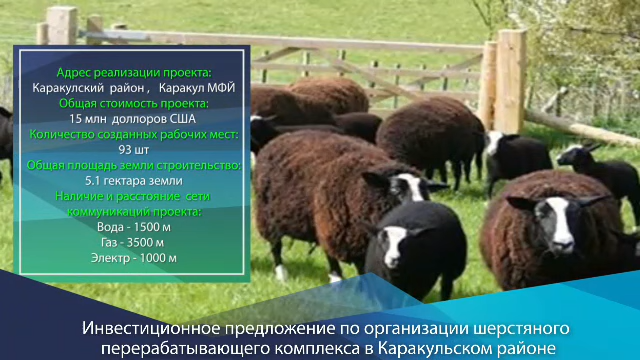 Адрес реализации проекта:
Каракулский район , Каракул МФЙ
Общая стоимость проекта:
15 млн доллоров США
Количество созданных рабочих мест:
93 шт
Общая площадь земли строительство:
5.1 гектара земли
Наличие и расстояние сети
коммуникаций проекта:
Вода - 1500 м
Газ - 3500 м
Электр - 1000 м
Инвестиционное предложение по организации шерстяного
перерабатывающего комплекса в Каракульском районе